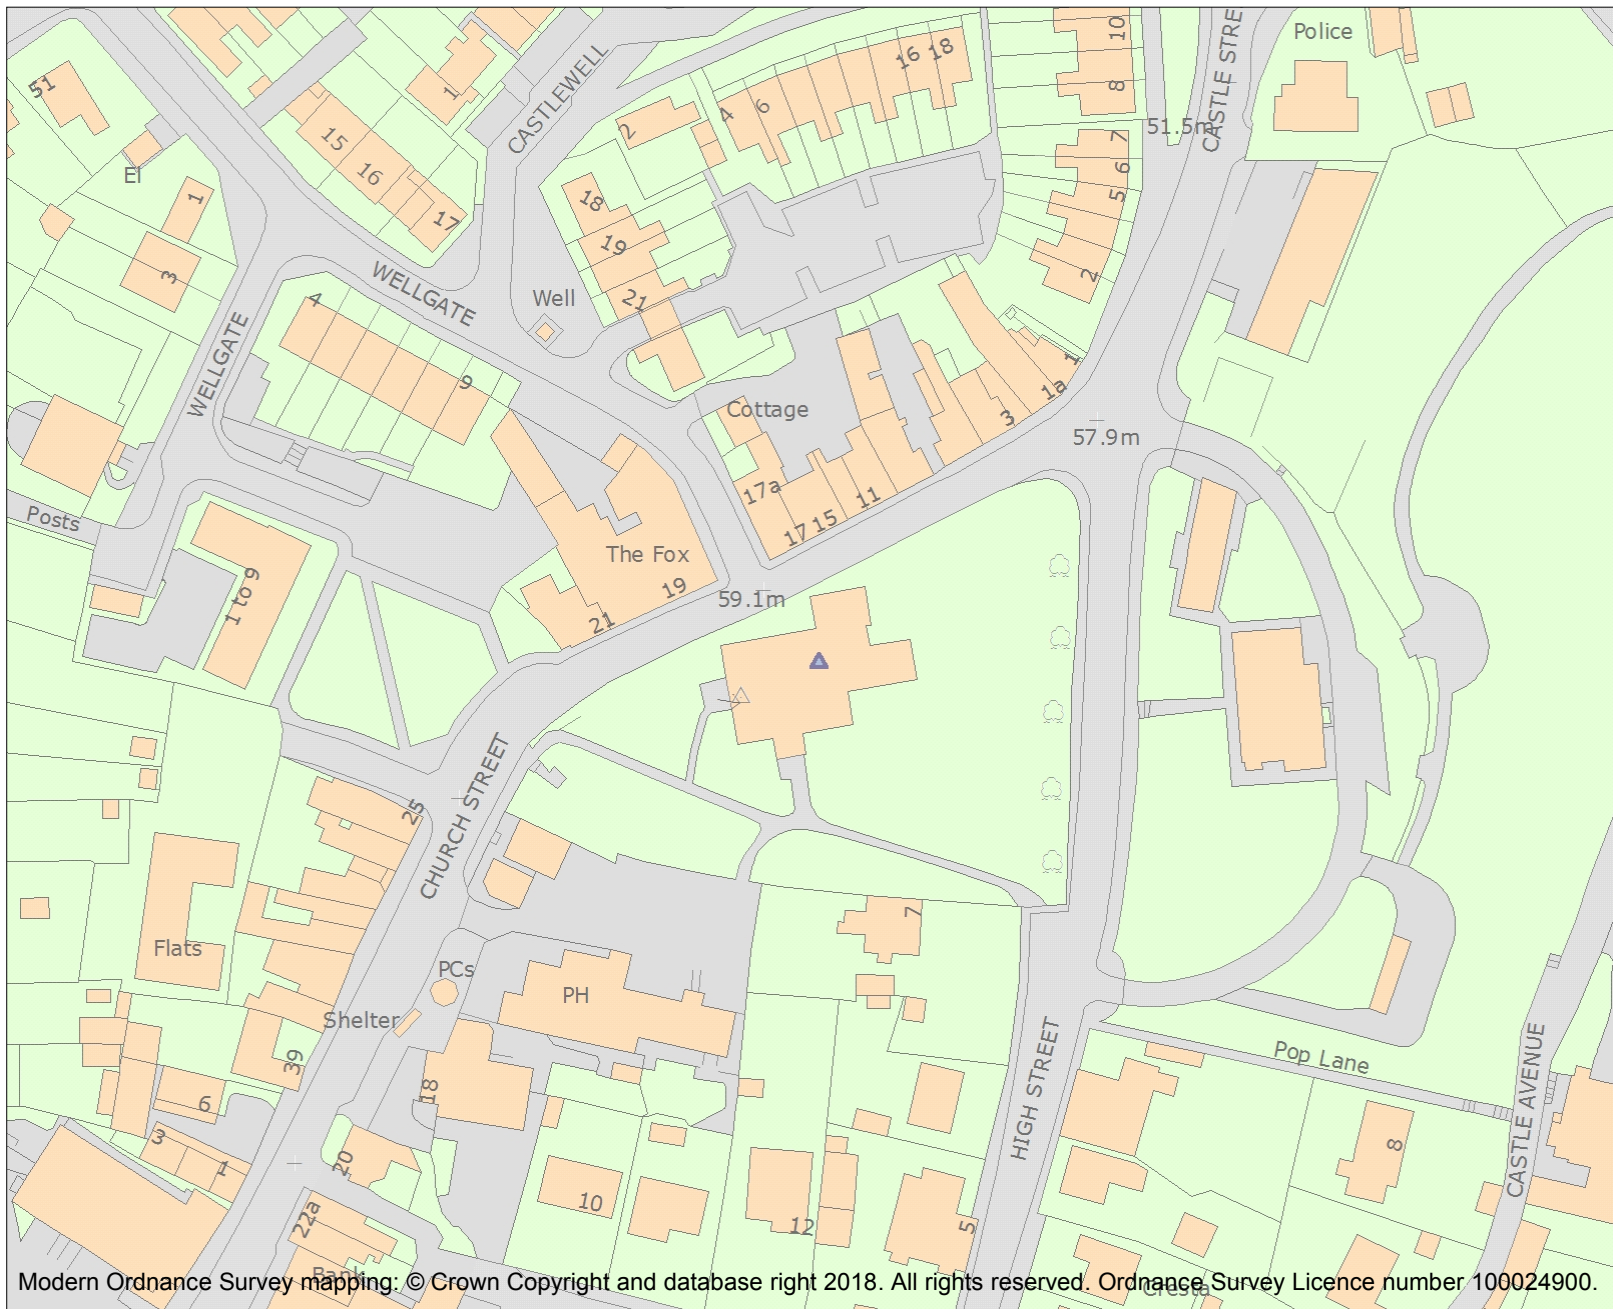 CASTLEWELL
16
18
10
CASTLE STRE
Police
51
1
4
6
8
15
2
51.5m
7
El
16
6
1
18
5
17
19
3
WELLGATE
Well
21
2
4
WELLGATE
9
1
1a
Cottage
3
57.9m
17a
11
Posts
15
17
The Fox
1 to 9
19
59.1m
21
CHURCH STREET
25
7
Flats
PCs
PH
Shelter
39
HIGH STREET
Pop Lane
CASTLE AVENUE
18
6
3
1
20
8
10
22a
12
5
Bank
Cresta
Modern Ordnance Survey mapping: © Crown Copyright and database right 2018. All rights reserved. Ordnance Survey Licence number 100024900.